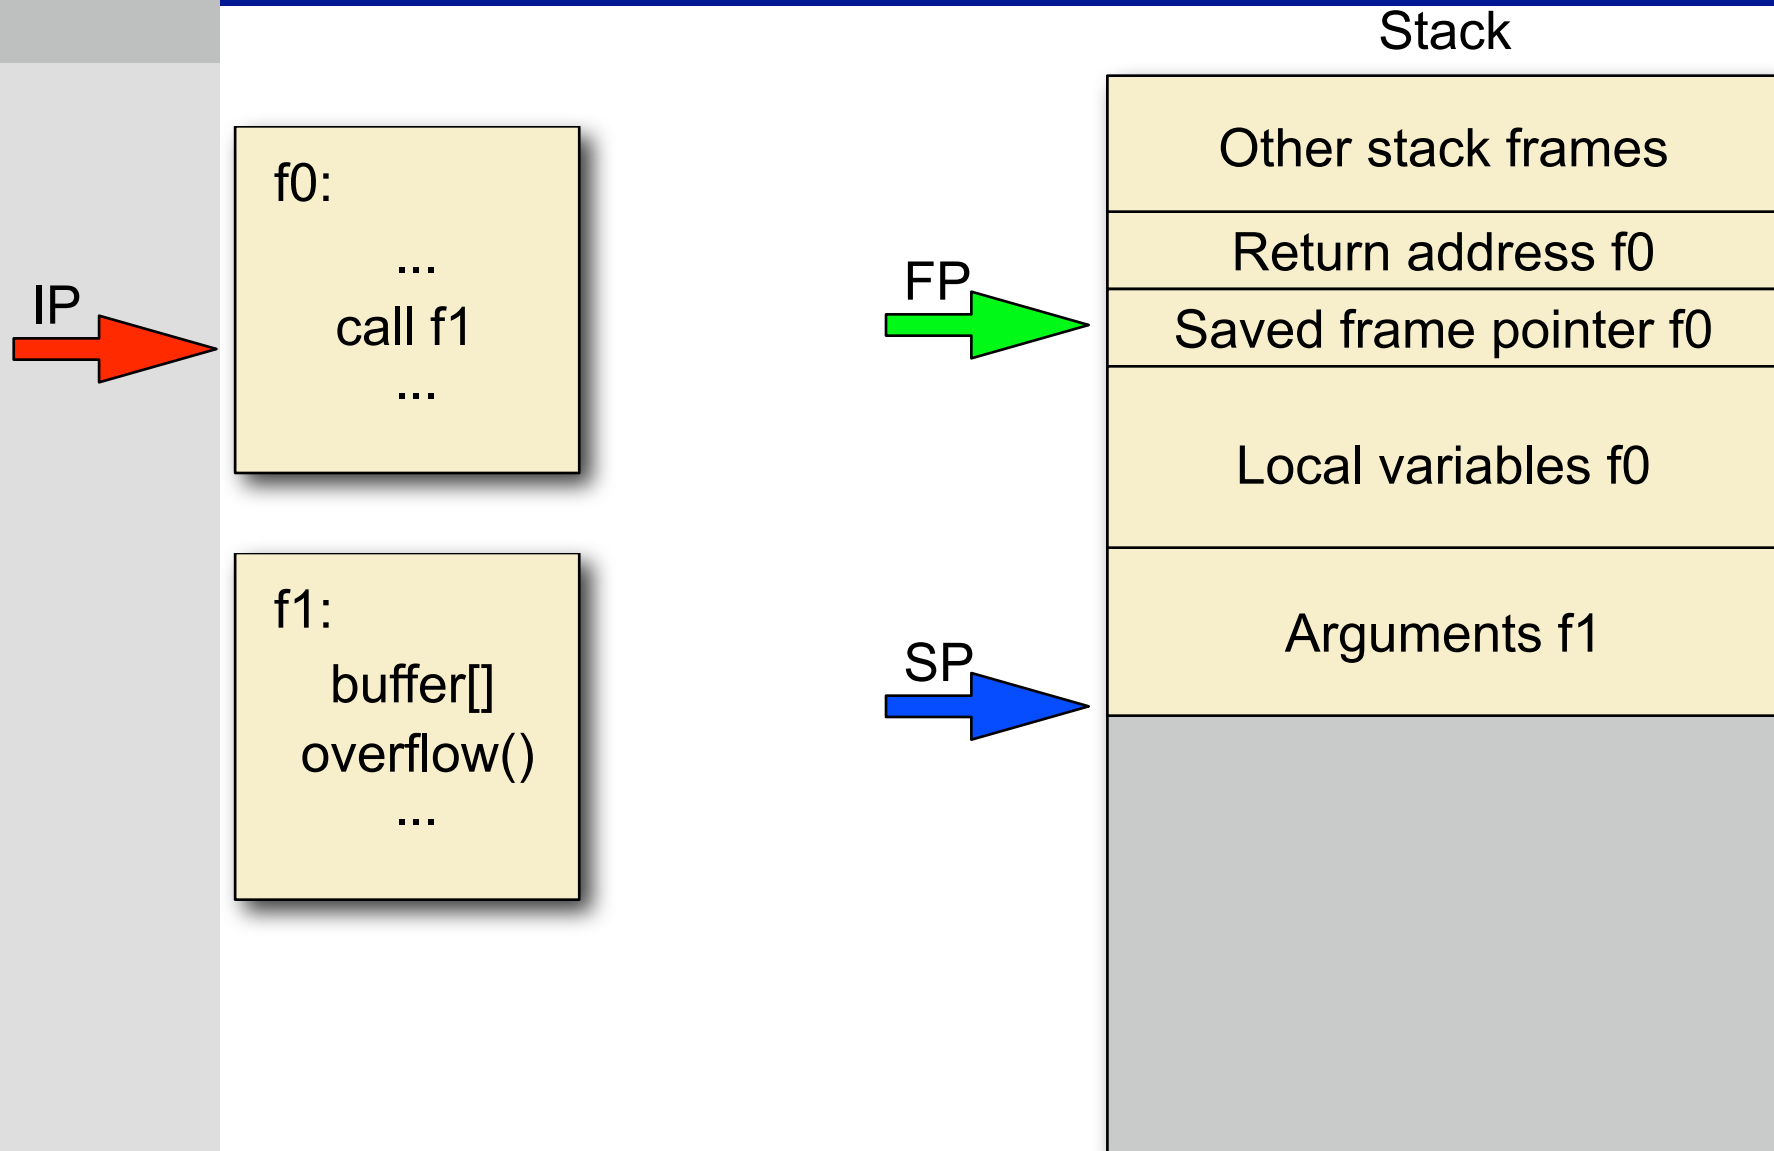 Stack
f0:
...
call f1
...
f1:
buffer[]
overflow()
...
IP
FP
SP
Other stack frames
Return address f0
Saved frame pointer f0
Local variables f0
Arguments f1